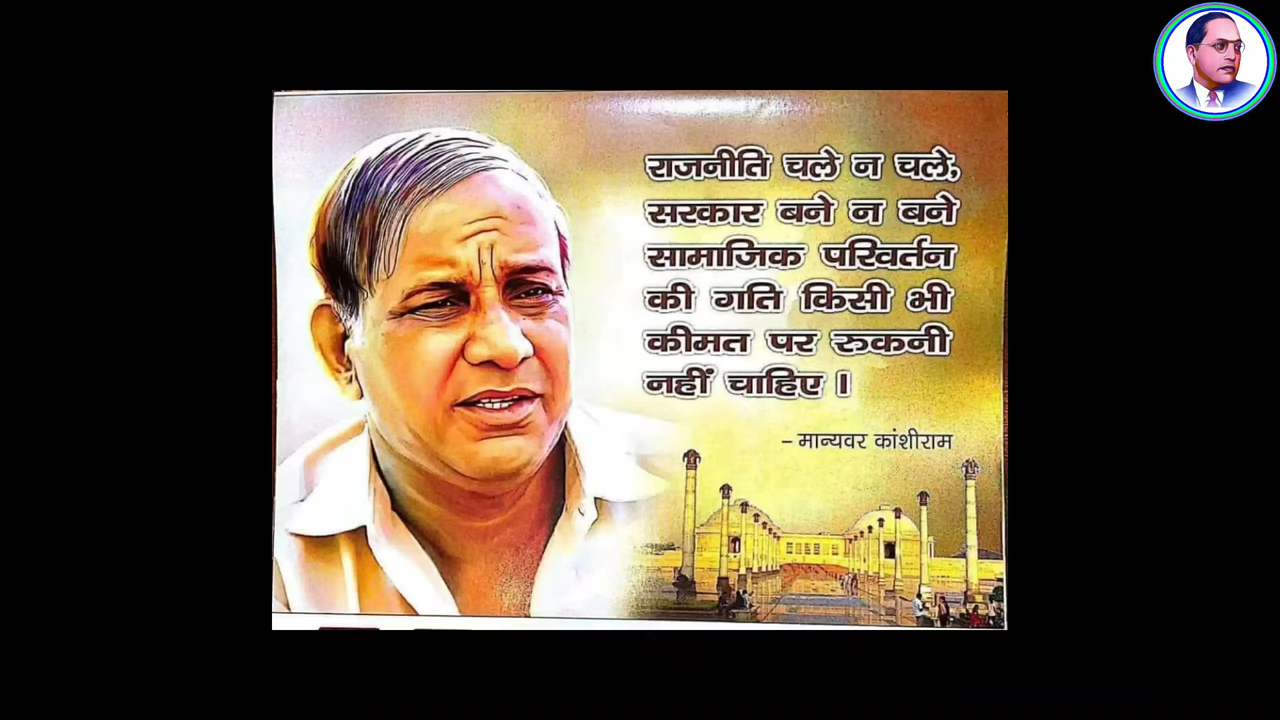 राजनीति चले न चले,
सरकार बने न बने
सामाजिक परिवर्तन
की गति किसी भी
कीमत पर रुकनी
नहीं चाहिए ।
– मान्यवर कांशीराम